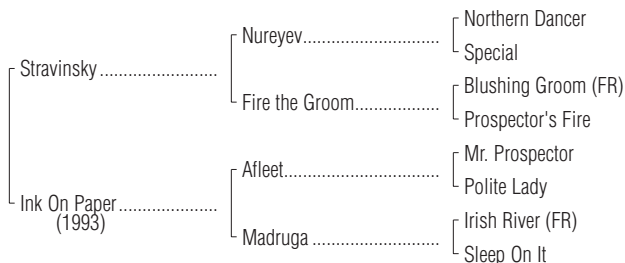 Northern Dancer
Nureyev
Special
Stravinsky
Blushing Groom (FR)
Fire the Groom
Prospector's Fire
Mr. Prospector
Afleet
Polite Lady
Ink On Paper
(1993)
Irish River (FR)
Madruga
Sleep On It